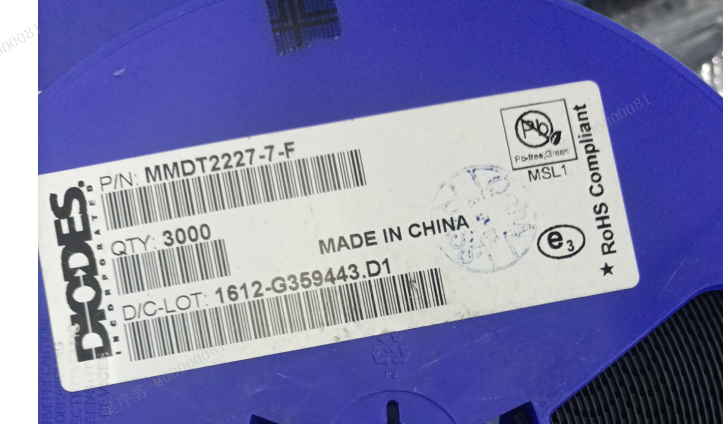 DIODES.
INCORPORATED
P/N: MMDT2227-7-F
QTY: 3000
MADE IN CHINA
D/C-LOT: 1612-G359443.D1
Pb
Pb-free,Green
MSL1
e3
★ RoHS Compliant